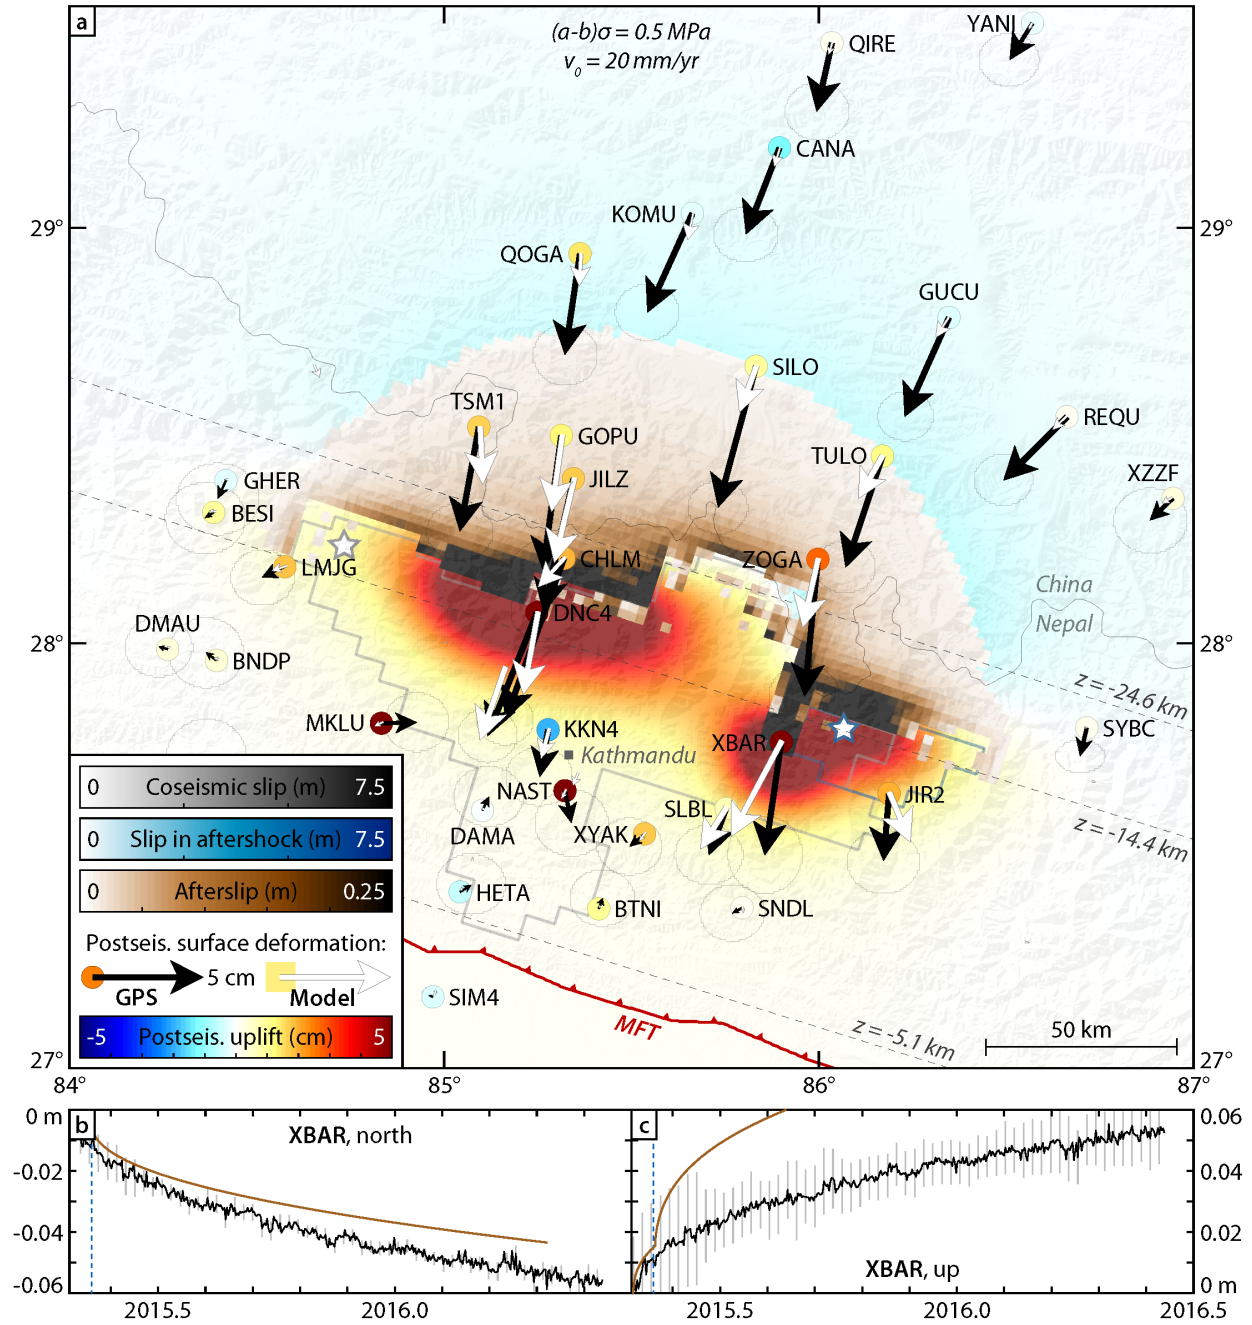 a
(a-b)σ = 0.5 MPa
v₀ = 20 mm/yr
YANJ
QIRE
CANA
KOMU
29°
29°
QOGA
GUCU
SILO
TSM1
REQU
GOPU
TULO
XZZF
GHER
JILZ
BESI
CHLM
ZOGA
LMJG
China
Nepal
DNC4
DMAU
28°
28°
BNDP
z = -24.6 km
MKLU
KKN4
SYBC
XBAR
Kathmandu
NAST
JIR2
SLBL
DAMA
XYAK
z = -14.4 km
HETA
BTNI
SNDL
SIM4
MFT
z = -5.1 km
50 km
0 Coseismic slip (m) 7.5
0 Slip in aftershock (m) 7.5
0 Afterslip (m) 0.25
Postseis. surface deformation:
GPS 5 cm Model
-5 Postseis. uplift (cm) 5
27°
27°
84°
85°
86°
87°
0 m
b
XBAR, north
-0.02
-0.04
-0.06
2015.5
2016.0
c
0.06
0.04
0.02
0 m
XBAR, up
2015.5
2016.0
2016.5